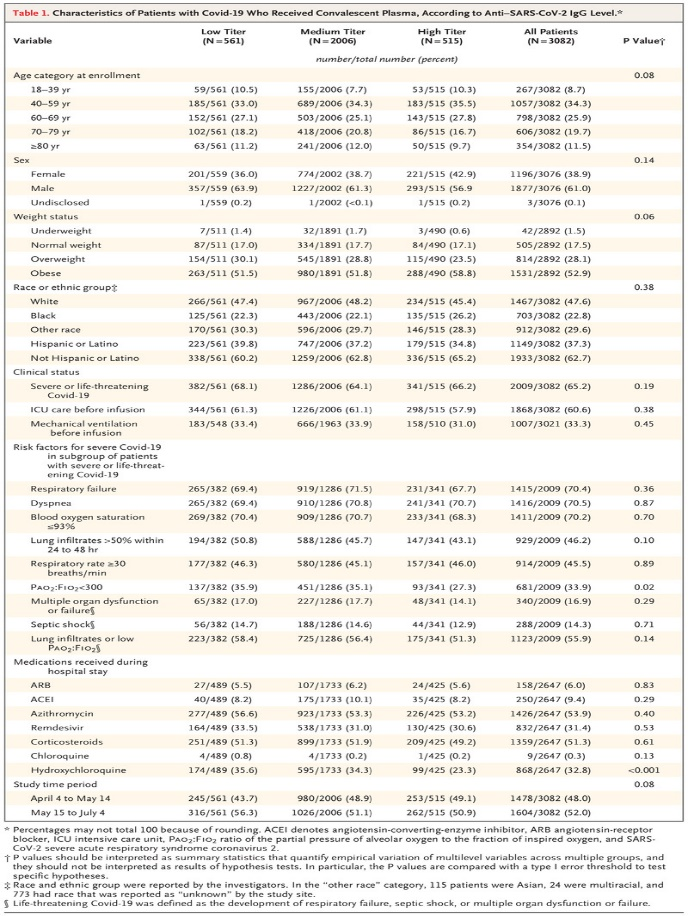 Table 1. Characteristics of Patients with Covid-19 Who Received Convalescent Plasma, According to Anti–SARS-CoV-2 IgG Level.*
Variable Low Titer (N=561) Medium Titer (N=2006) High Titer (N=515) All Patients (N=3082) P Value†
number/total number (percent)
Age category at enrollment 0.08
18–39 yr 59/561 (10.5) 155/2006 (7.7) 53/515 (10.3) 267/3082 (8.7)
40–59 yr 185/561 (33.0) 689/2006 (34.3) 183/515 (35.5) 1057/3082 (34.3)
60–69 yr 152/561 (27.1) 503/2006 (25.1) 143/515 (27.8) 798/3082 (25.9)
70–79 yr 102/561 (18.2) 418/2006 (20.8) 86/515 (16.7) 606/3082 (19.7)
≥80 yr 63/561 (11.2) 241/2006 (12.0) 50/515 (9.7) 354/3082 (11.5)
Sex 0.14
Female 201/559 (36.0) 774/2002 (38.7) 221/515 (42.9) 1196/3076 (38.9)
Male 357/559 (63.9) 1227/2002 (61.3) 293/515 (56.9 1877/3076 (61.0)
Undisclosed 1/559 (0.2) 1/2002 (<0.1) 1/515 (0.2) 3/3076 (0.1)
Weight status 0.06
Underweight 7/511 (1.4) 32/1891 (1.7) 3/490 (0.6) 42/2892 (1.5)
Normal weight 87/511 (17.0) 334/1891 (17.7) 84/490 (17.1) 505/2892 (17.5)
Overweight 154/511 (30.1) 545/1891 (28.8) 115/490 (23.5) 814/2892 (28.1)
Obese 263/511 (51.5) 980/1891 (51.8) 288/490 (58.8) 1531/2892 (52.9)
Race or ethnic group‡ 0.38
White 266/561 (47.4) 967/2006 (48.2) 234/515 (45.4) 1467/3082 (47.6)
Black 125/561 (22.3) 443/2006 (22.1) 135/515 (26.2) 703/3082 (22.8)
Other race 170/561 (30.3) 596/2006 (29.7) 146/515 (28.3) 912/3082 (29.6)
Hispanic or Latino 223/561 (39.8) 747/2006 (37.2) 179/515 (34.8) 1149/3082 (37.3)
Not Hispanic or Latino 338/561 (60.2) 1259/2006 (62.8) 336/515 (65.2) 1933/3082 (62.7)
Clinical status
Severe or life-threatening 382/561 (68.1) 1286/2006 (64.1) 341/515 (66.2) 2009/3082 (65.2) 0.19
Covid-19
ICU care before infusion 344/561 (61.3) 1226/2006 (61.1) 298/515 (57.9) 1868/3082 (60.6) 0.38
Mechanical ventilation 183/548 (33.4) 666/1963 (33.9) 158/510 (31.0) 1007/3021 (33.3) 0.45
before infusion
Risk factors for severe Covid-19
in subgroup of patients
with severe or life-threat-
ening Covid-19
Respiratory failure 265/382 (69.4) 919/1286 (71.5) 231/341 (67.7) 1415/2009 (70.4) 0.36
Dyspnea 265/382 (69.4) 910/1286 (70.8) 241/341 (70.7) 1416/2009 (70.5) 0.87
Blood oxygen saturation 269/382 (70.4) 909/1286 (70.7) 233/341 (68.3) 1411/2009 (70.2) 0.70
≤93%
Lung infiltrates >50% within 194/382 (50.8) 588/1286 (45.7) 147/341 (43.1) 929/2009 (46.2) 0.10
24 to 48 hr
Respiratory rate ≥30 177/382 (46.3) 580/1286 (45.1) 157/341 (46.0) 914/2009 (45.5) 0.89
breaths/min
PaO2:FiO2<300 137/382 (35.9) 451/1286 (35.1) 93/341 (27.3) 681/2009 (33.9) 0.02
Multiple organ dysfunction 65/382 (17.0) 227/1286 (17.7) 48/341 (14.1) 340/2009 (16.9) 0.29
or failure§
Septic shock§ 56/382 (14.7) 188/1286 (14.6) 44/341 (12.9) 288/2009 (14.3) 0.71
Lung infiltrates or low 223/382 (58.4) 725/1286 (56.4) 175/341 (51.3) 1123/2009 (55.9) 0.14
PaO2:FiO2§
Medications received during
hospital stay
ARB 27/489 (5.5) 107/1733 (6.2) 24/425 (5.6) 158/2647 (6.0) 0.83
ACEI 40/489 (8.2) 175/1733 (10.1) 35/425 (8.2) 250/2647 (9.4) 0.29
Azithromycin 277/489 (56.6) 923/1733 (53.3) 226/425 (53.2) 1426/2647 (53.9) 0.40
Remdesivir 164/489 (33.5) 538/1733 (31.0) 130/425 (30.6) 832/2647 (31.4) 0.53
Corticosteroids 251/489 (51.3) 899/1733 (51.9) 209/425 (49.2) 1359/2647 (51.3) 0.61
Chloroquine 4/489 (0.8) 4/1733 (0.2) 1/425 (0.2) 9/2647 (0.3) 0.13
Hydroxychloroquine 174/489 (35.6) 595/1733 (34.3) 99/425 (23.3) 868/2647 (32.8) <0.001
Study time period 0.08
April 4 to May 14 245/561 (43.7) 980/2006 (48.9) 253/515 (49.1) 1478/3082 (48.0)
May 15 to July 4 316/561 (56.3) 1026/2006 (51.1) 262/515 (50.9) 1604/3082 (52.0)
* Percentages may not total 100 because of rounding. ACEI denotes angiotensin-converting-enzyme inhibitor, ARB angiotensin-receptor
blocker, ICU intensive care unit, PaO2:FiO2 ratio of the partial pressure of alveolar oxygen to the fraction of inspired oxygen, and SARS-
CoV-2 severe acute respiratory syndrome coronavirus 2.
† P values should be interpreted as summary statistics that quantify empirical variation of multilevel variables across multiple groups, and
they should not be interpreted as results of hypothesis tests. In particular, the P values are compared with a type I error threshold to test
specific hypotheses.
‡ Race and ethnic group were reported by the investigators. In the “other race” category, 115 patients were Asian, 24 were multiracial, and
773 had race that was reported as “unknown” by the study site.
§ Life-threatening Covid-19 was defined as the development of respiratory failure, septic shock, or multiple organ dysfunction or failure.